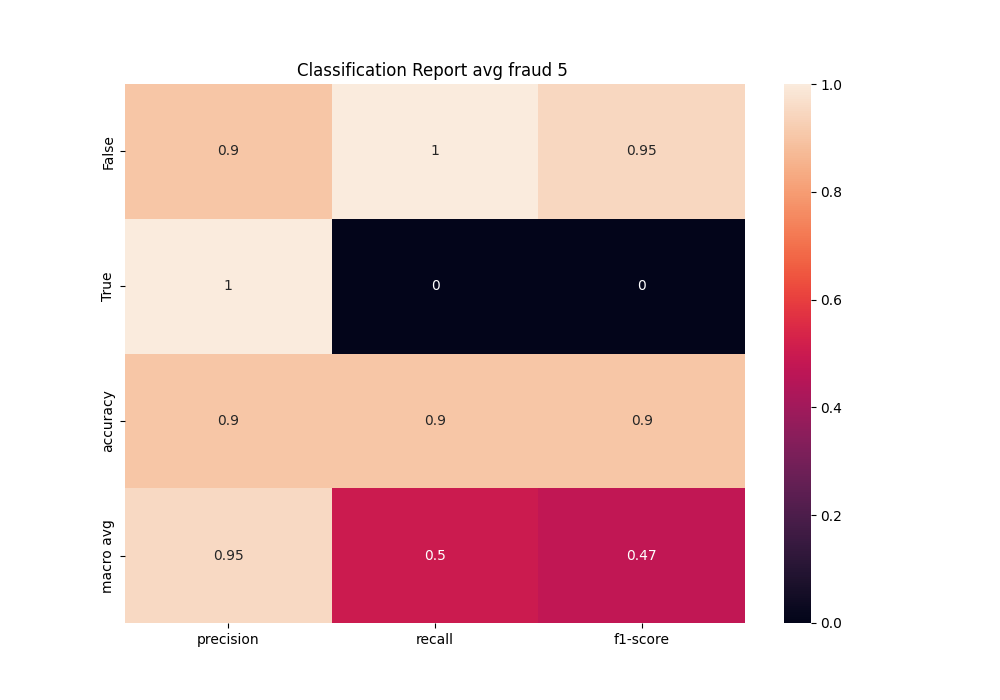 Classification Report avg fraud 5
False 0.9 1 0.95
True 1 0 0
accuracy 0.9 0.9 0.9
macro avg 0.95 0.5 0.47
precision recall f1-score
1.0
0.8
0.6
0.4
0.2
0.0